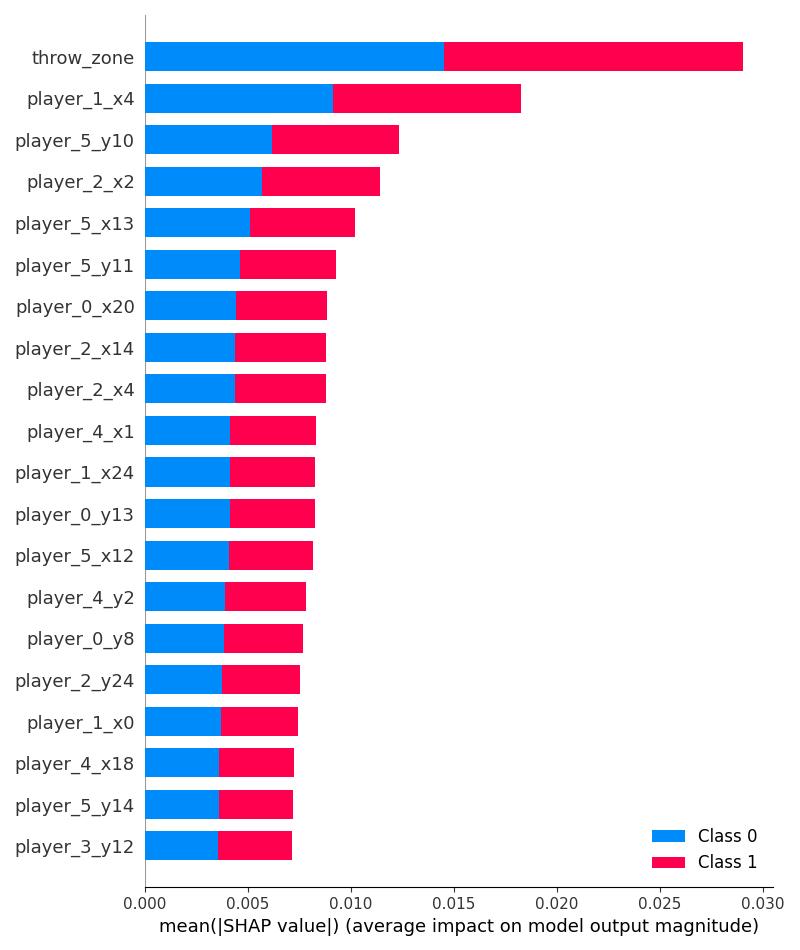 throw_zone
player_1_x4
player_5_y10
player_2_x2
player_5_x13
player_5_y11
player_0_x20
player_2_x14
player_2_x4
player_4_x1
player_1_x24
player_0_y13
player_5_x12
player_4_y2
player_0_y8
player_2_y24
player_1_x0
player_4_x18
player_5_y14
player_3_y12
Class 0
Class 1
0.000 0.005 0.010 0.015 0.020 0.025 0.030
mean(|SHAP value|) (average impact on model output magnitude)